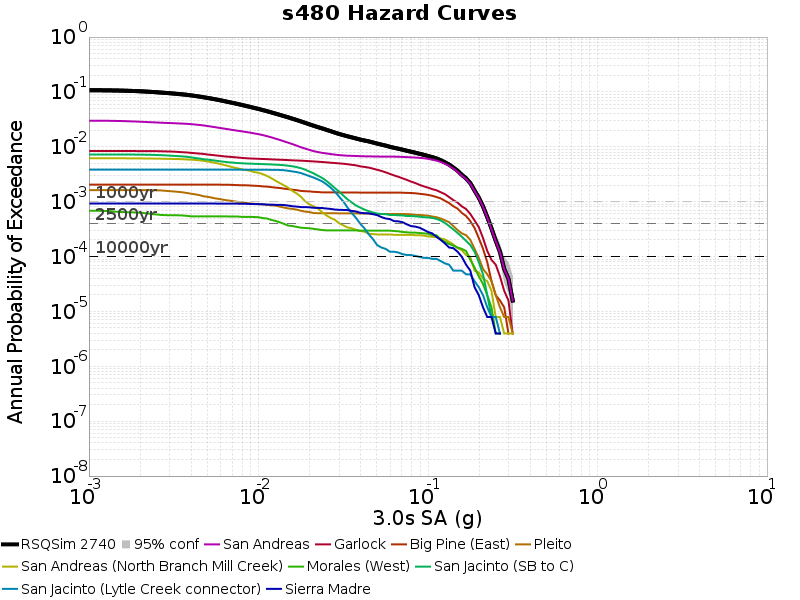 s480 Hazard Curves
Annual Probability of Exceedance
10^0
10^-1
10^-2
10^-3
10^-4
10^-5
10^-6
10^-7
10^-8
1000yr
2500yr
10000yr
10^-3 10^-2 10^-1 10^0 10^1
3.0s SA (g)
RSQSim 2740 95% conf San Andreas Garlock Big Pine (East) Pleito
San Andreas (North Branch Mill Creek) Morales (West) San Jacinto (SB to C)
San Jacinto (Lytle Creek connector) Sierra Madre